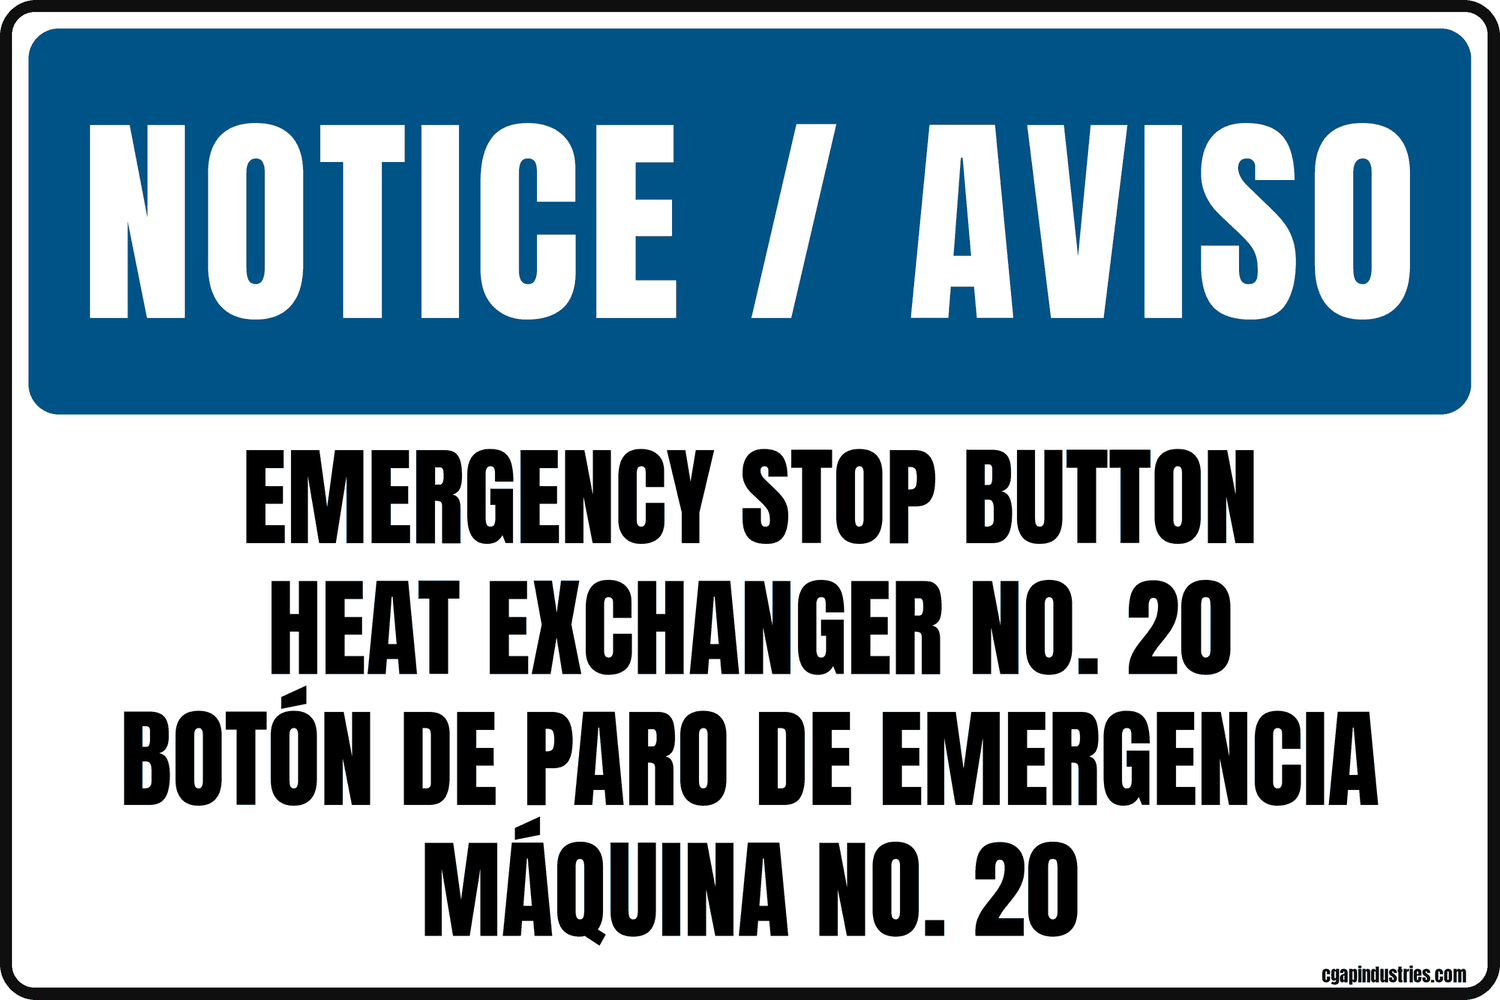 NOTICE / AVISO
EMERGENCY STOP BUTTON
HEAT EXCHANGER NO. 20
BOTÓN DE PARO DE EMERGENCIA
MÁQUINA NO. 20
cgapindustries.com